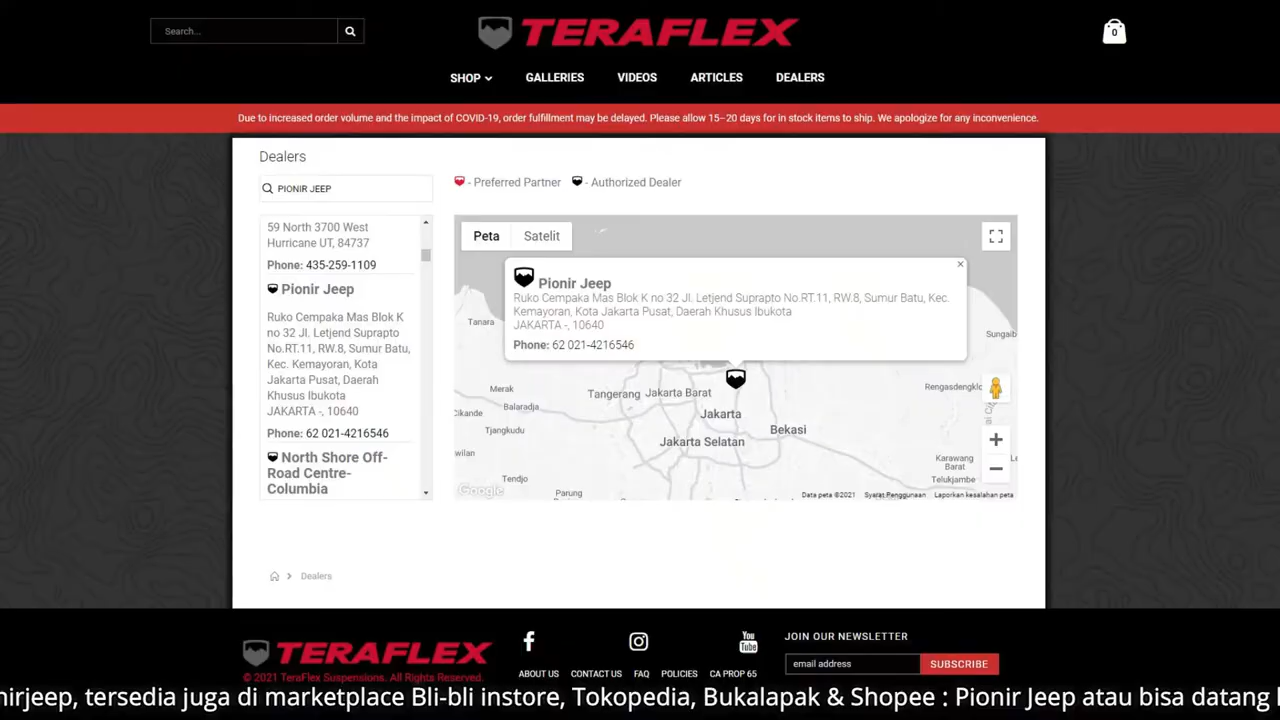 Search...
TERAFLEX
0
SHOP
GALLERIES
VIDEOS
ARTICLES
DEALERS
Due to increased order volume and the impact of COVID-19, order fulfillment may be delayed. Please allow 15–20 days for in stock items to ship. We apologize for any inconvenience.
Dealers
PIONIR JEEP
- Preferred Partner
- Authorized Dealer
59 North 3700 West
Hurricane UT, 84737
Phone: 435-259-1109
Pionir Jeep
Ruko Cempaka Mas Blok K
no 32 Jl. Letjend Suprapto
No.RT.11, RW.8, Sumur Batu,
Kec. Kemayoran, Kota
Jakarta Pusat, Daerah
Khusus Ibukota
JAKARTA -, 10640
Phone: 62 021-4216546
North Shore Off-
Road Centre-
Columbia
Peta
Satelit
Pionir Jeep
Ruko Cempaka Mas Blok K no 32 Jl. Letjend Suprapto No.RT.11, RW.8, Sumur Batu, Kec.
Kemayoran, Kota Jakarta Pusat, Daerah Khusus Ibukota
JAKARTA -, 10640
Phone: 62 021-4216546
Tanara
Sungaib
Merak
Tangerang
Jakarta Barat
Rengasdengklo
Balaradja
Cikande
Jakarta
Tjangkudu
Bekasi
Jakarta Selatan
wilan
Karawang
Barat
Le
Telukjambe
Tendjo
Parung
Google
Data peta ©2021
Syarat Penggunaan
Laporkan kesalahan peta
Dealers
TERAFLEX
© 2021 TeraFlex Suspensions. All Rights Reserved.
You
Tube
ABOUT US
CONTACT US
FAQ
POLICIES
CA PROP 65
JOIN OUR NEWSLETTER
email address
SUBSCRIBE
nirjeep, tersedia juga di marketplace Bli-bli instore, Tokopedia, Bukalapak & Shopee : Pionir Jeep atau bisa datang